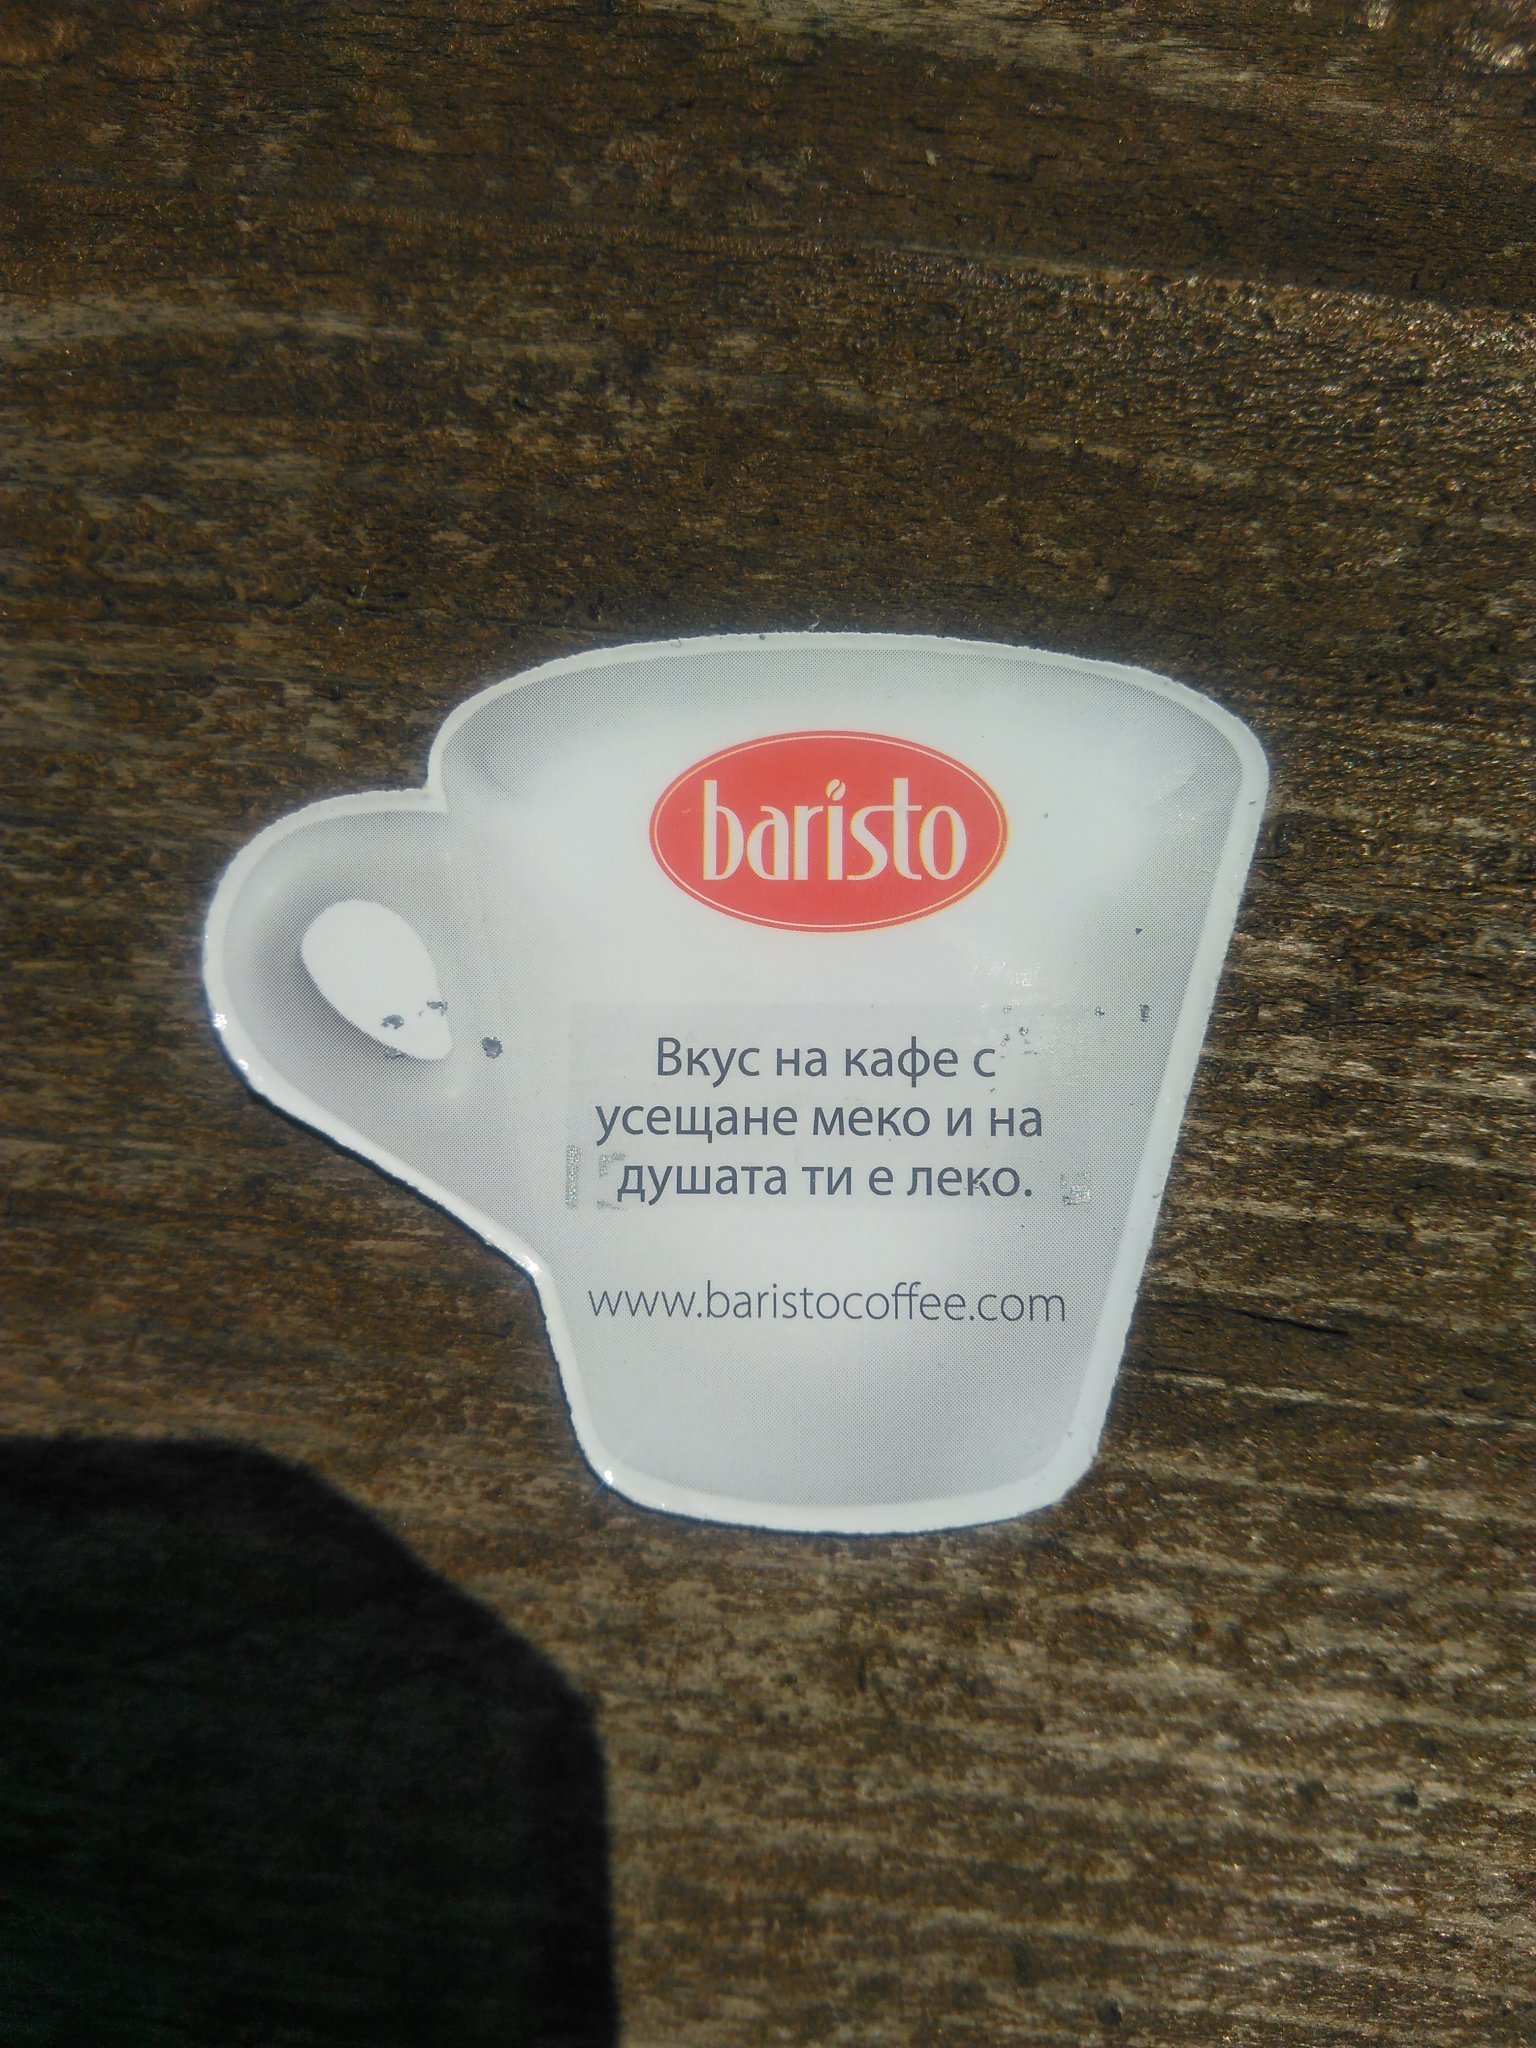 baristo
Вкус на кафе с
усещане меко и на
душата ти е леко.
www.baristocoffee.com